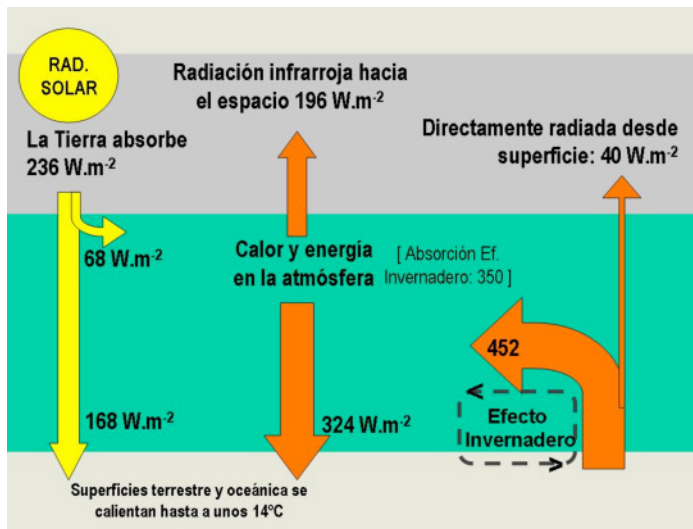 RAD.
SOLAR
La Tierra absorbe
236 W.m-2
68 W.m-2
168 W.m-2
Radiación infrarroja hacia
el espacio 196 W.m-2
Calor y energía
en la atmósfera
[ Absorción Ef.
Invernadero: 350 ]
324 W.m-2
Directamente radiada desde
superficie: 40 W.m-2
452
Efecto
Invernadero
Superficies terrestre y oceánica se
calientan hasta a unos 14ºC